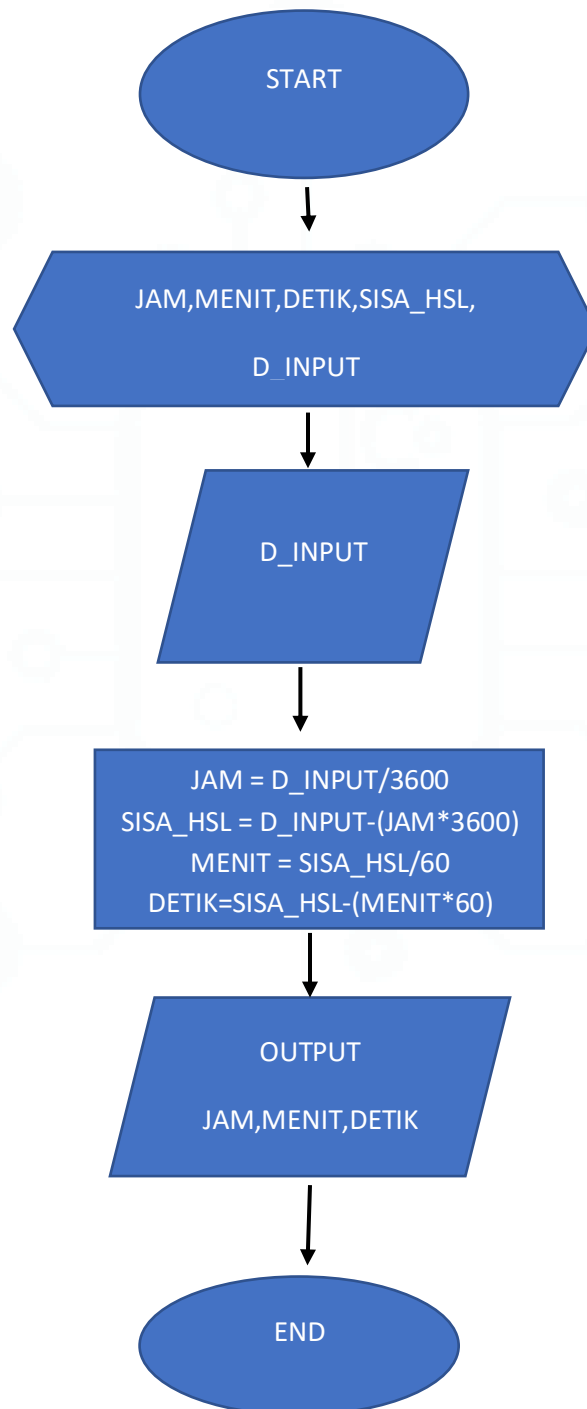 START
JAM,MENIT,DETIK,SISA_HSL,
D_INPUT
D_INPUT
JAM = D_INPUT/3600
SISA_HSL = D_INPUT-(JAM*3600)
MENIT = SISA_HSL/60
DETIK=SISA_HSL-(MENIT*60)
OUTPUT
JAM,MENIT,DETIK
END